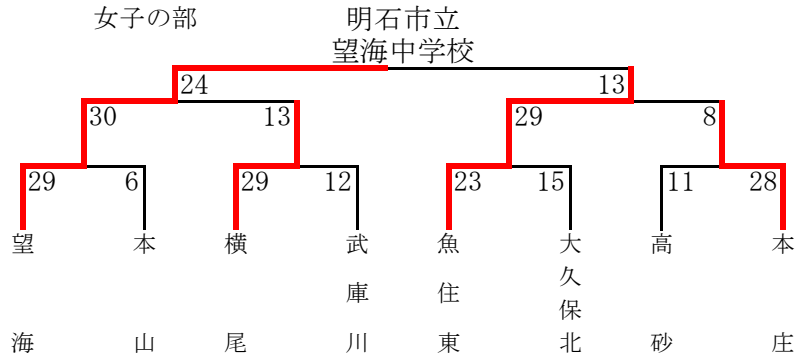 女子の部
明石市立
望海中学校
24 13
30 13 29 8
29 6 29 12 23 15 11 28
望海
本山
横尾
武庫川
魚住東
大久保北
高砂
本庄